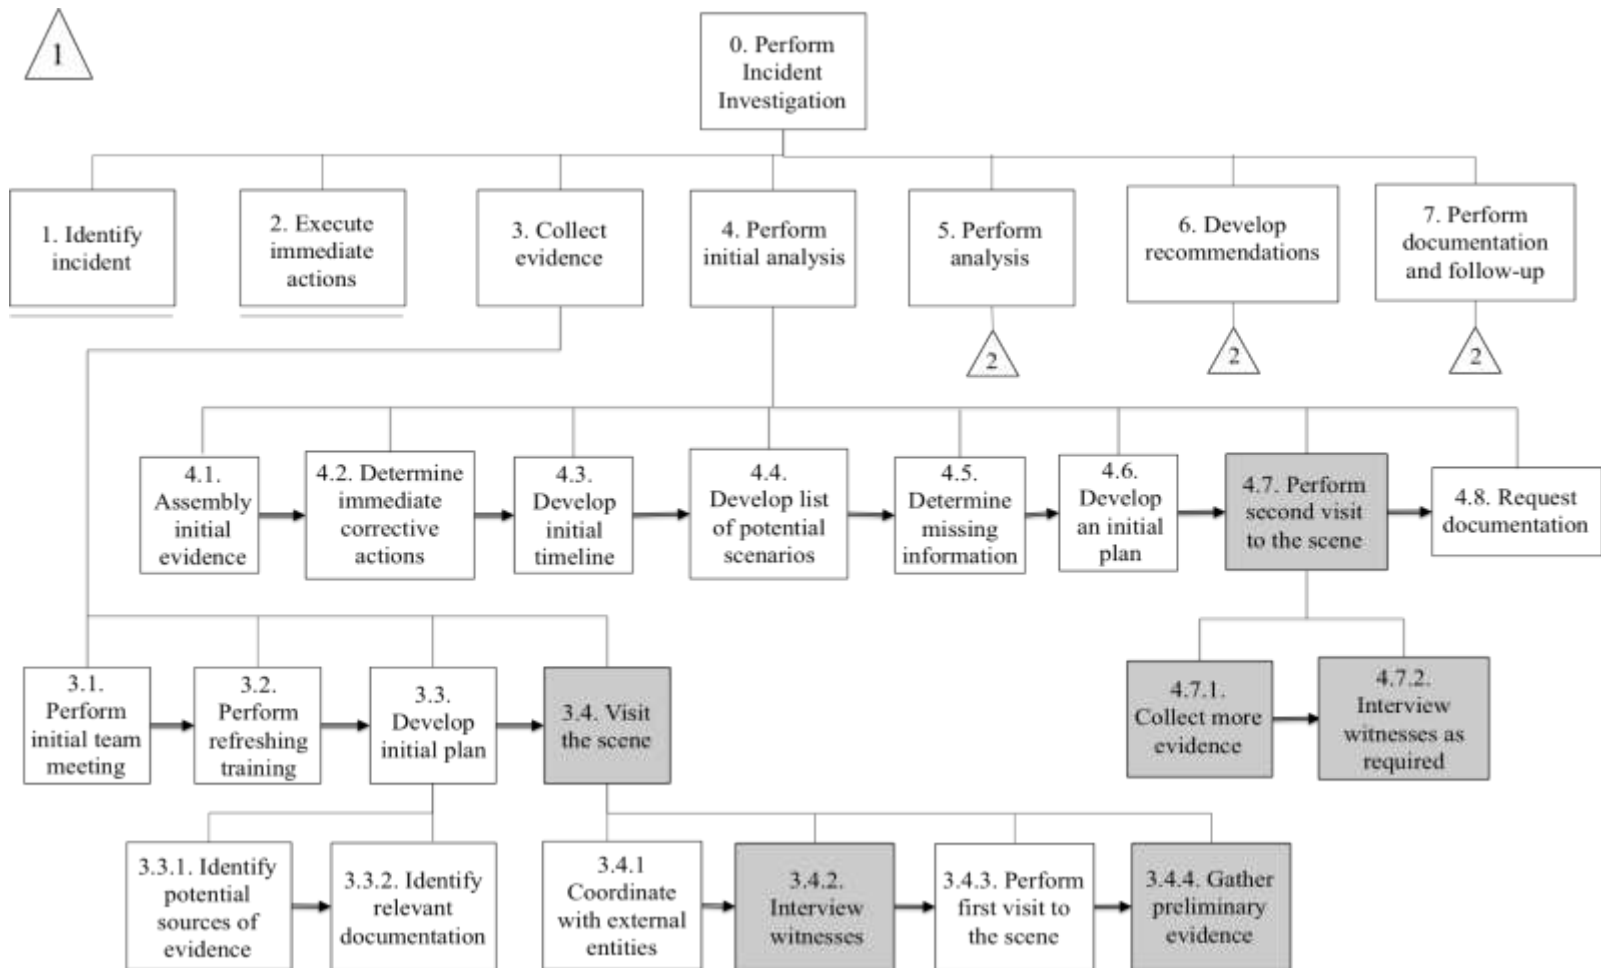 1
0. Perform
Incident
Investigation
1. Identify
incident
2. Execute
immediate
actions
3. Collect
evidence
4. Perform
initial analysis
5. Perform
analysis
6. Develop
recommendations
7. Perform
documentation
and follow-up
2
2
2
4.1.
Assembly
initial
evidence
4.2. Determine
immediate
corrective
actions
4.3.
Develop
initial
timeline
4.4.
Develop list
of potential
scenarios
4.5.
Determine
missing
information
4.6.
Develop
an initial
plan
4.7. Perform
second visit
to the scene
4.8. Request
documentation
3.1.
Perform
initial team
meeting
3.2.
Perform
refreshing
training
3.3.
Develop
initial plan
3.4. Visit
the scene
4.7.1.
Collect more
evidence
4.7.2.
Interview
witnesses as
required
3.3.1. Identify
potential
sources of
evidence
3.3.2. Identify
relevant
documentation
3.4.1
Coordinate
with external
entities
3.4.2.
Interview
witnesses
3.4.3. Perform
first visit to
the scene
3.4.4. Gather
preliminary
evidence